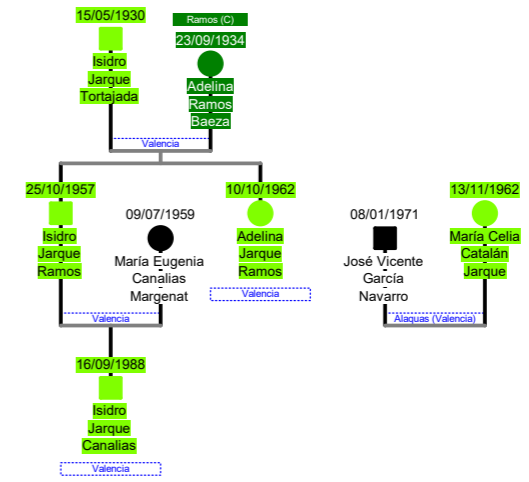 15/05/1930
Isidro
Jarque
Tortajada
Ramos (C)
23/09/1934
Adelina
Ramos
Baeza
Valencia
25/10/1957
Isidro
Jarque
Ramos
09/07/1959
María Eugenia
Canalias
Margenat
10/10/1962
Adelina
Jarque
Ramos
Valencia
08/01/1971
José Vicente
García
Navarro
13/11/1962
María Celia
Catalán
Jarque
Valencia
Alaquas (Valencia)
16/09/1988
Isidro
Jarque
Canalias
Valencia